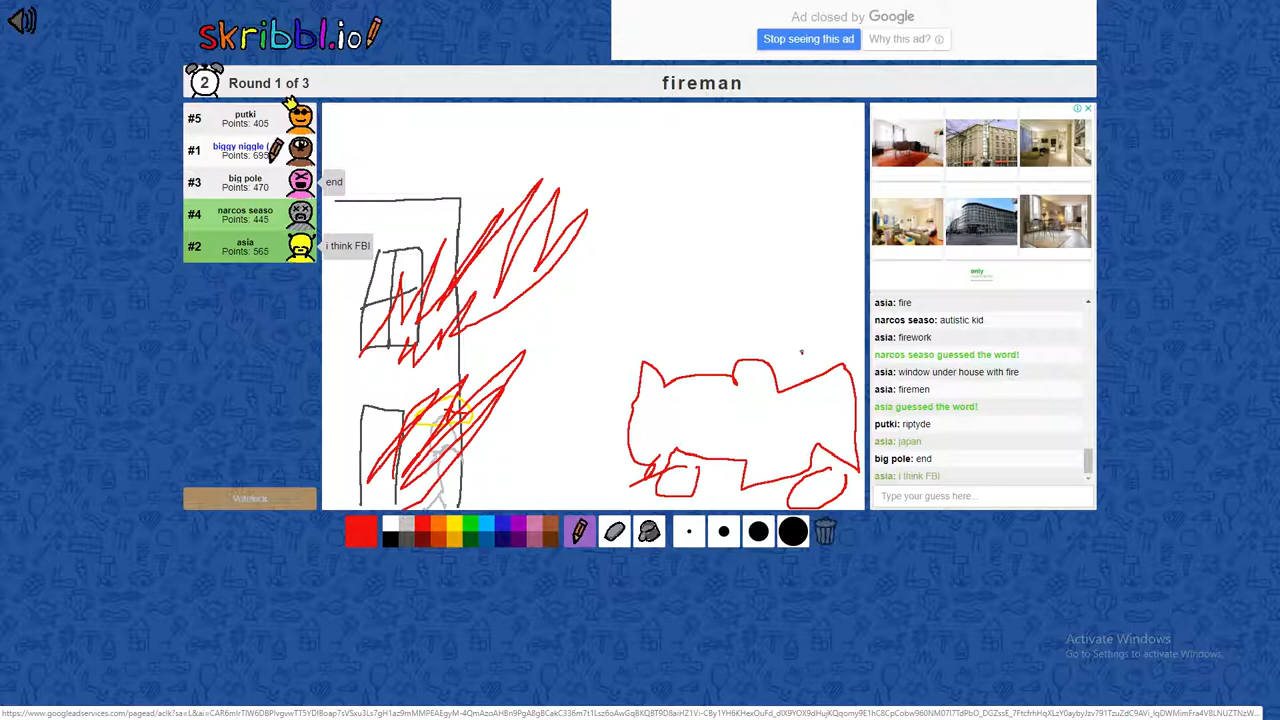 Ad closed by Google
Stop seeing this ad
Why this ad?
skribbl.io
2
Round 1 of 3
fireman
#5
putki
Points: 405
#1
biggy niggle (
Points: 695
#3
big pole
Points: 470
#4
narcos seaso
Points: 445
#2
asia
Points: 565
end
i think FBI
only
asia: fire
narcos seaso: autistic kid
asia: firework
narcos seaso guessed the word!
asia: window under house with fire
asia: firemen
asia guessed the word!
putki: riptyde
asia: japan
big pole: end
asia: i think FBI
Type your guess here...
Activate Windows
Go to Settings to activate Windows.